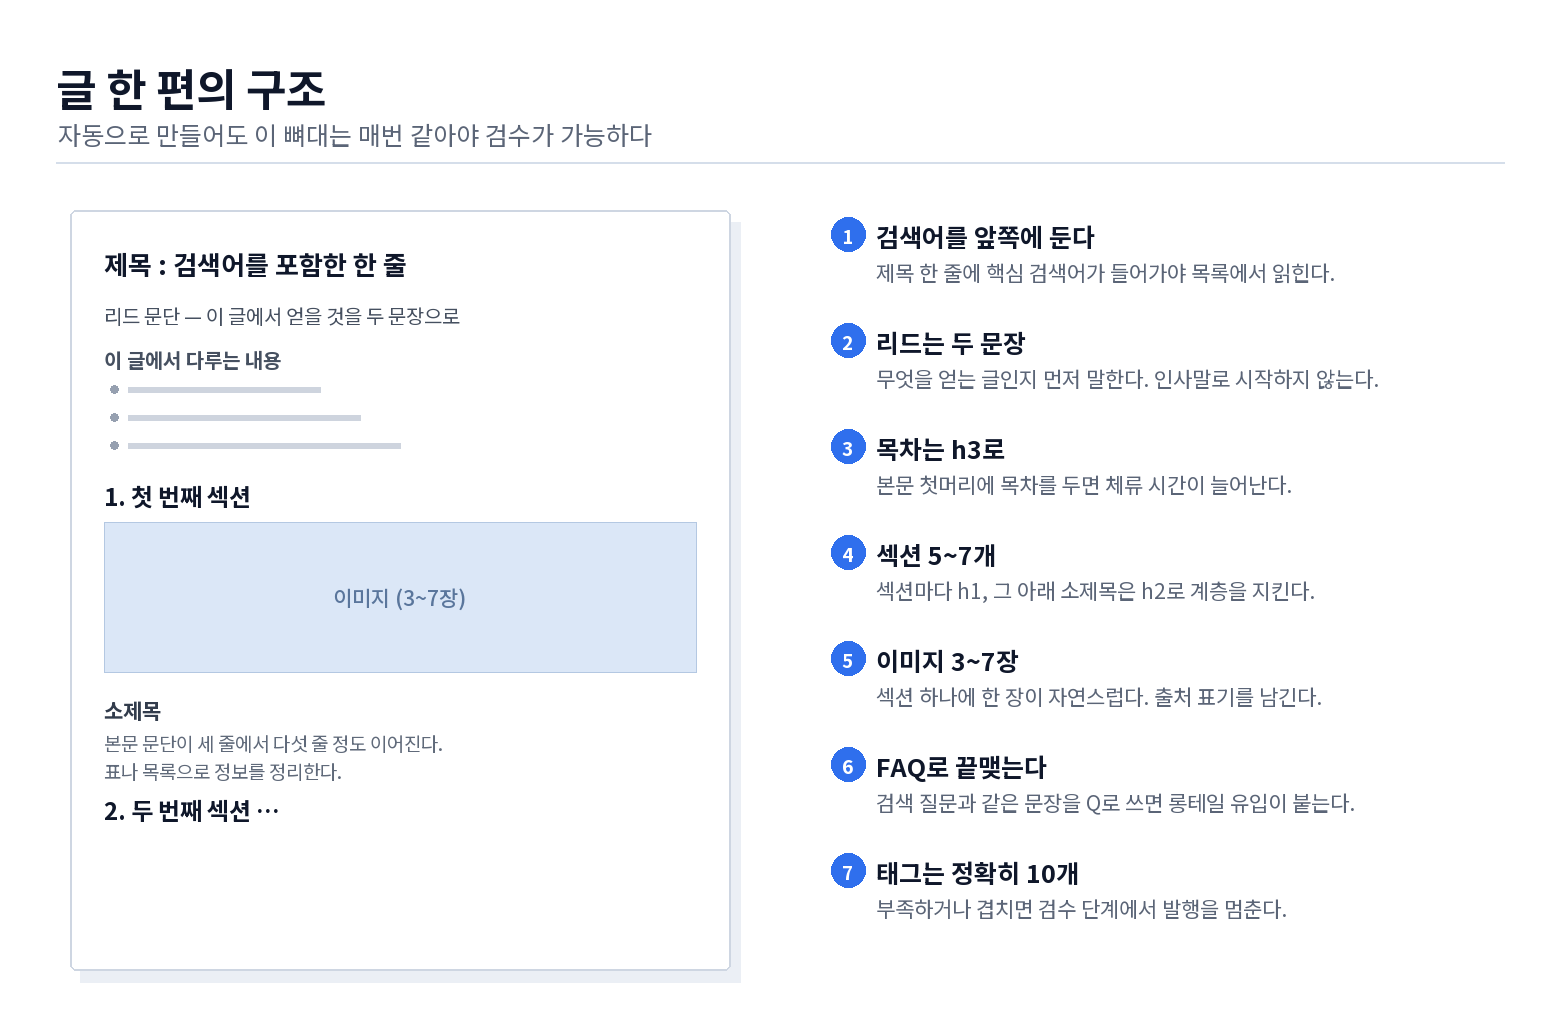 글 한 편의 구조
자동으로 만들어도 이 뼈대는 매번 같아야 검수가 가능하다
제목 : 검색어를 포함한 한 줄
리드 문단 — 이 글에서 얻을 것을 두 문장으로
이 글에서 다루는 내용
1. 첫 번째 섹션
이미지 (3~7장)
소제목
본문 문단이 세 줄에서 다섯 줄 정도 이어진다.
표나 목록으로 정보를 정리한다.
2. 두 번째 섹션 ⋯
1 검색어를 앞쪽에 둔다
제목 한 줄에 핵심 검색어가 들어가야 목록에서 읽힌다.
2 리드는 두 문장
무엇을 얻는 글인지 먼저 말한다. 인사말로 시작하지 않는다.
3 목차는 h3로
본문 첫머리에 목차를 두면 체류 시간이 늘어난다.
4 섹션 5~7개
섹션마다 h1, 그 아래 소제목은 h2로 계층을 지킨다.
5 이미지 3~7장
섹션 하나에 한 장이 자연스럽다. 출처 표기를 남긴다.
6 FAQ로 끝맺는다
검색 질문과 같은 문장을 Q로 쓰면 롱테일 유입이 붙는다.
7 태그는 정확히 10개
부족하거나 겹치면 검수 단계에서 발행을 멈춘다.